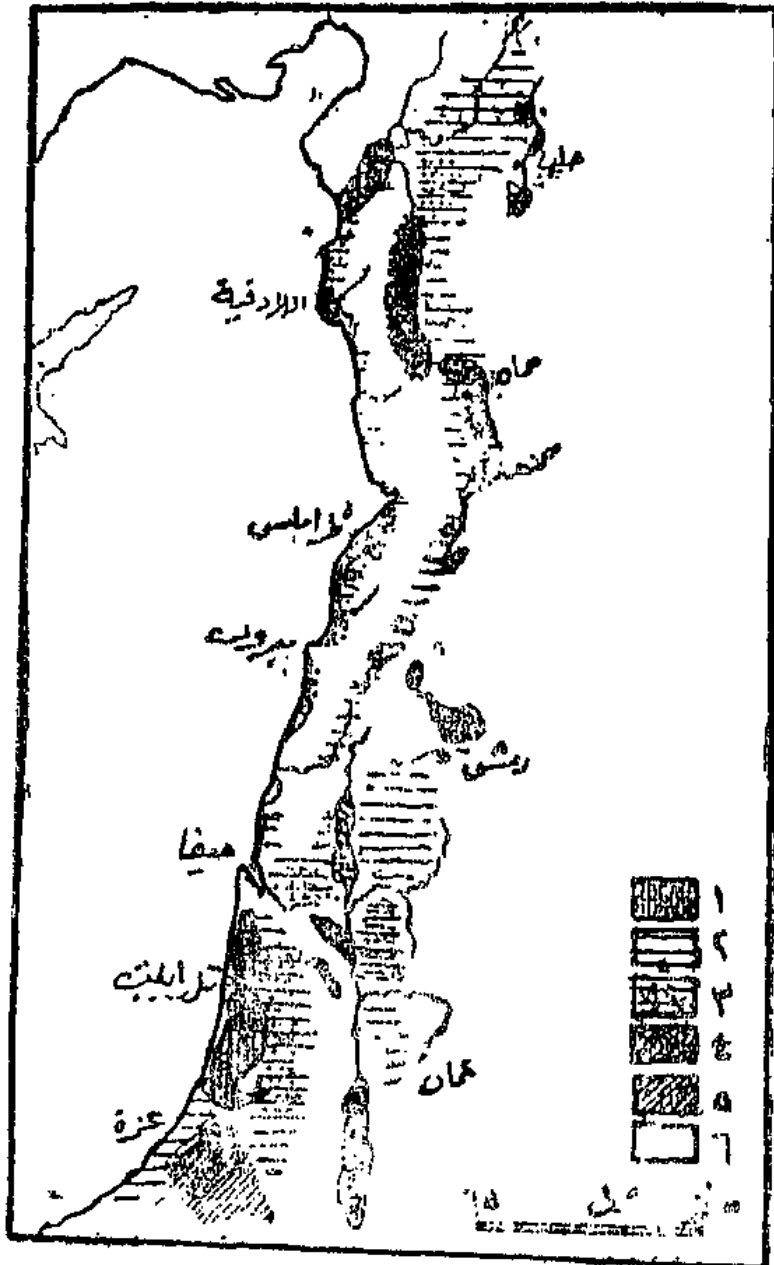 حلب
اللاذقية
حماه
حمص
طرابلس
بيروت
دمشق
حيفا
تل ابيب
عمان
غزة
١
٢
٣
٤
٥
٦